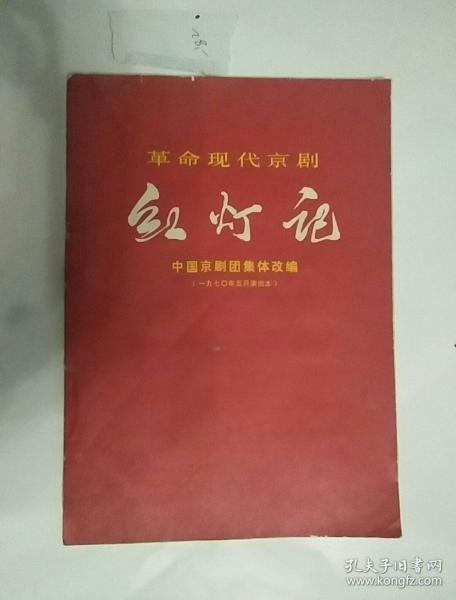 革命现代京剧
红灯记
中国京剧团集体改编
（一九七〇年五月演出本）
孔夫子旧书网
www.kongfz.com